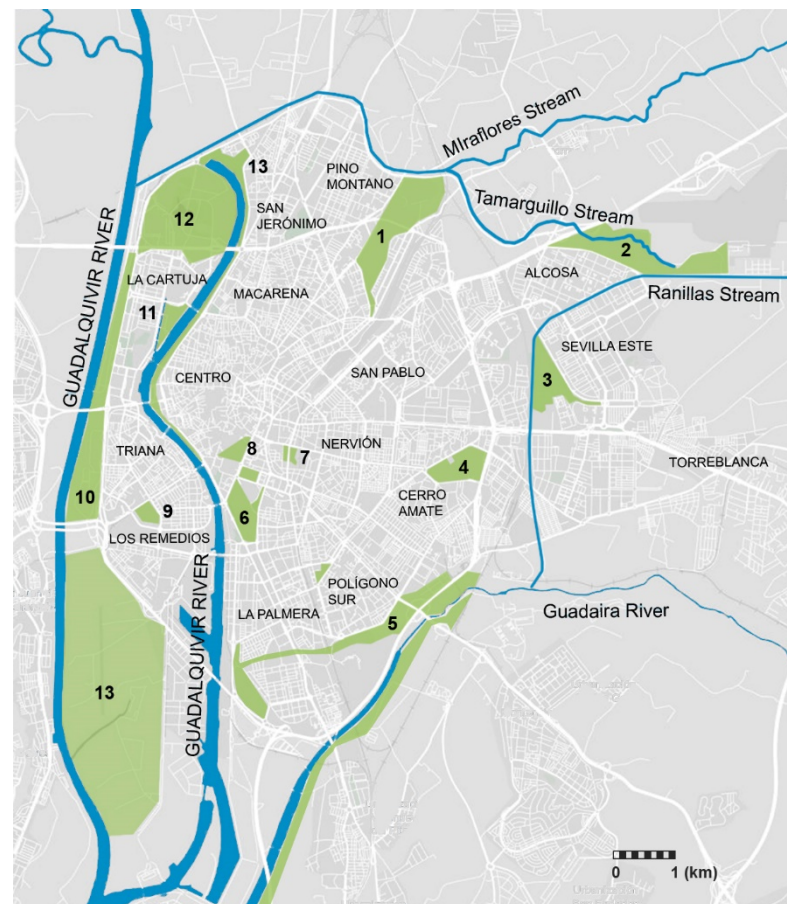 MIraflores Stream
13
PINO
MONTANO
Tamarguillo Stream
SAN
JERÓNIMO
12
1
2
ALCOSA
LA CARTUJA
Ranillas Stream
MACARENA
GUADALQUIVIR RIVER
11
SEVILLA ESTE
CENTRO
SAN PABLO
3
TRIANA
8
7
NERVIÓN
4
TORREBLANCA
10
9
6
CERRO
AMATE
LOS REMEDIOS
GUADALQUIVIR RIVER
LA PALMERA
POLÍGONO
SUR
5
Guadaira River
13
0 1 (km)